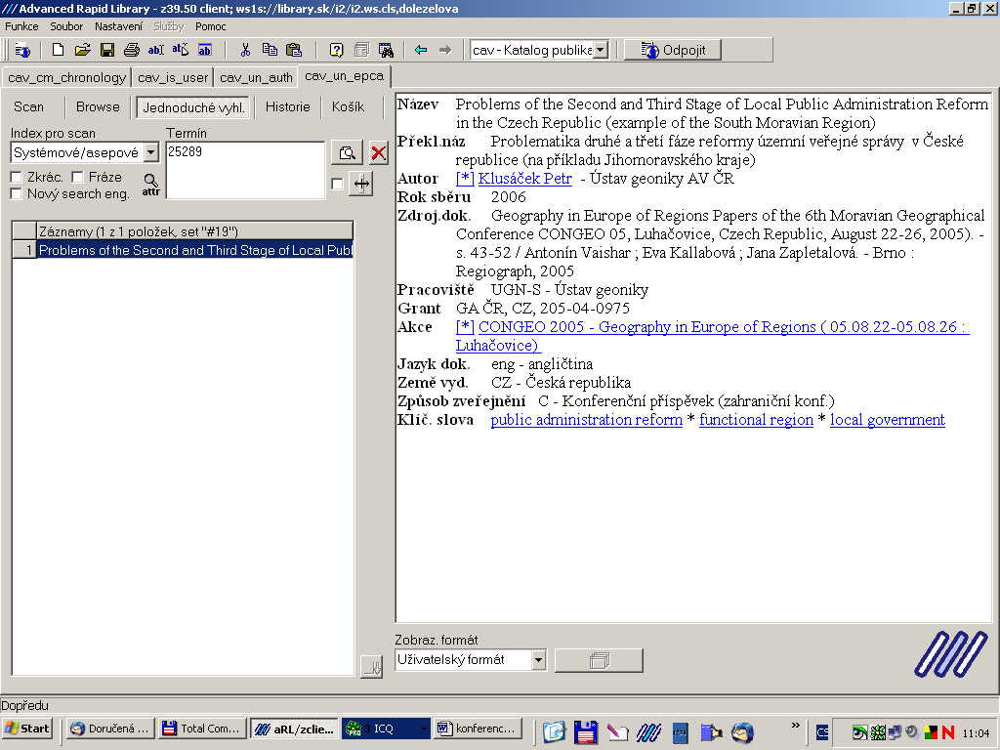 Advanced Rapid Library - z39.50 client; ws1s://library.sk/i2/i2.ws.cls,dolezelova
Funkce Soubor Nastavení Služby Pomoc
cav - Katalog publika
Odpojit
cav_cm_chronology cav_is_user cav_un_auth cav_un_epca
Scan Browse Jednoduché vyhl. Historie Košík
Index pro scan Termín
Systémové/asepové 25289
Zkrác. Fráze
Nový search eng. attr
Záznamy (1 z 1 položek, set "#19")
1 Problems of the Second and Third Stage of Local Publ
Název Problems of the Second and Third Stage of Local Public Administration Reform
in the Czech Republic (example of the South Moravian Region)
Překl.náz Problematika druhé a třetí fáze reformy územní veřejné správy v České
republice (na příkladu Jihomoravského kraje)
Autor [*] Klusáček Petr - Ústav geoniky AV ČR
Rok sběru 2006
Zdroj.dok. Geography in Europe of Regions Papers of the 6th Moravian Geographical
Conference CONGEO 05, Luhačovice, Czech Republic, August 22-26, 2005). -
s. 43-52 / Antonín Vaishar ; Eva Kallabová ; Jana Zapletalová. - Brno :
Regiograph, 2005
Pracoviště UGN-S - Ústav geoniky
Grant GA ČR, CZ, 205-04-0975
Akce [*] CONGEO 2005 - Geography in Europe of Regions ( 05.08.22-05.08.26 :
Luhačovice)
Jazyk dok. eng - angličtina
Země vyd. CZ - Česká republika
Způsob zveřejnění C - Konferenční příspěvek (zahraniční konf.)
Klíč. slova public administration reform * functional region * local government
Zobraz. formát
Uživatelský formát
Dopředu
Start Doručená ... Total Com... aRL/zclie... ICQ konferenc... » CS 11:04